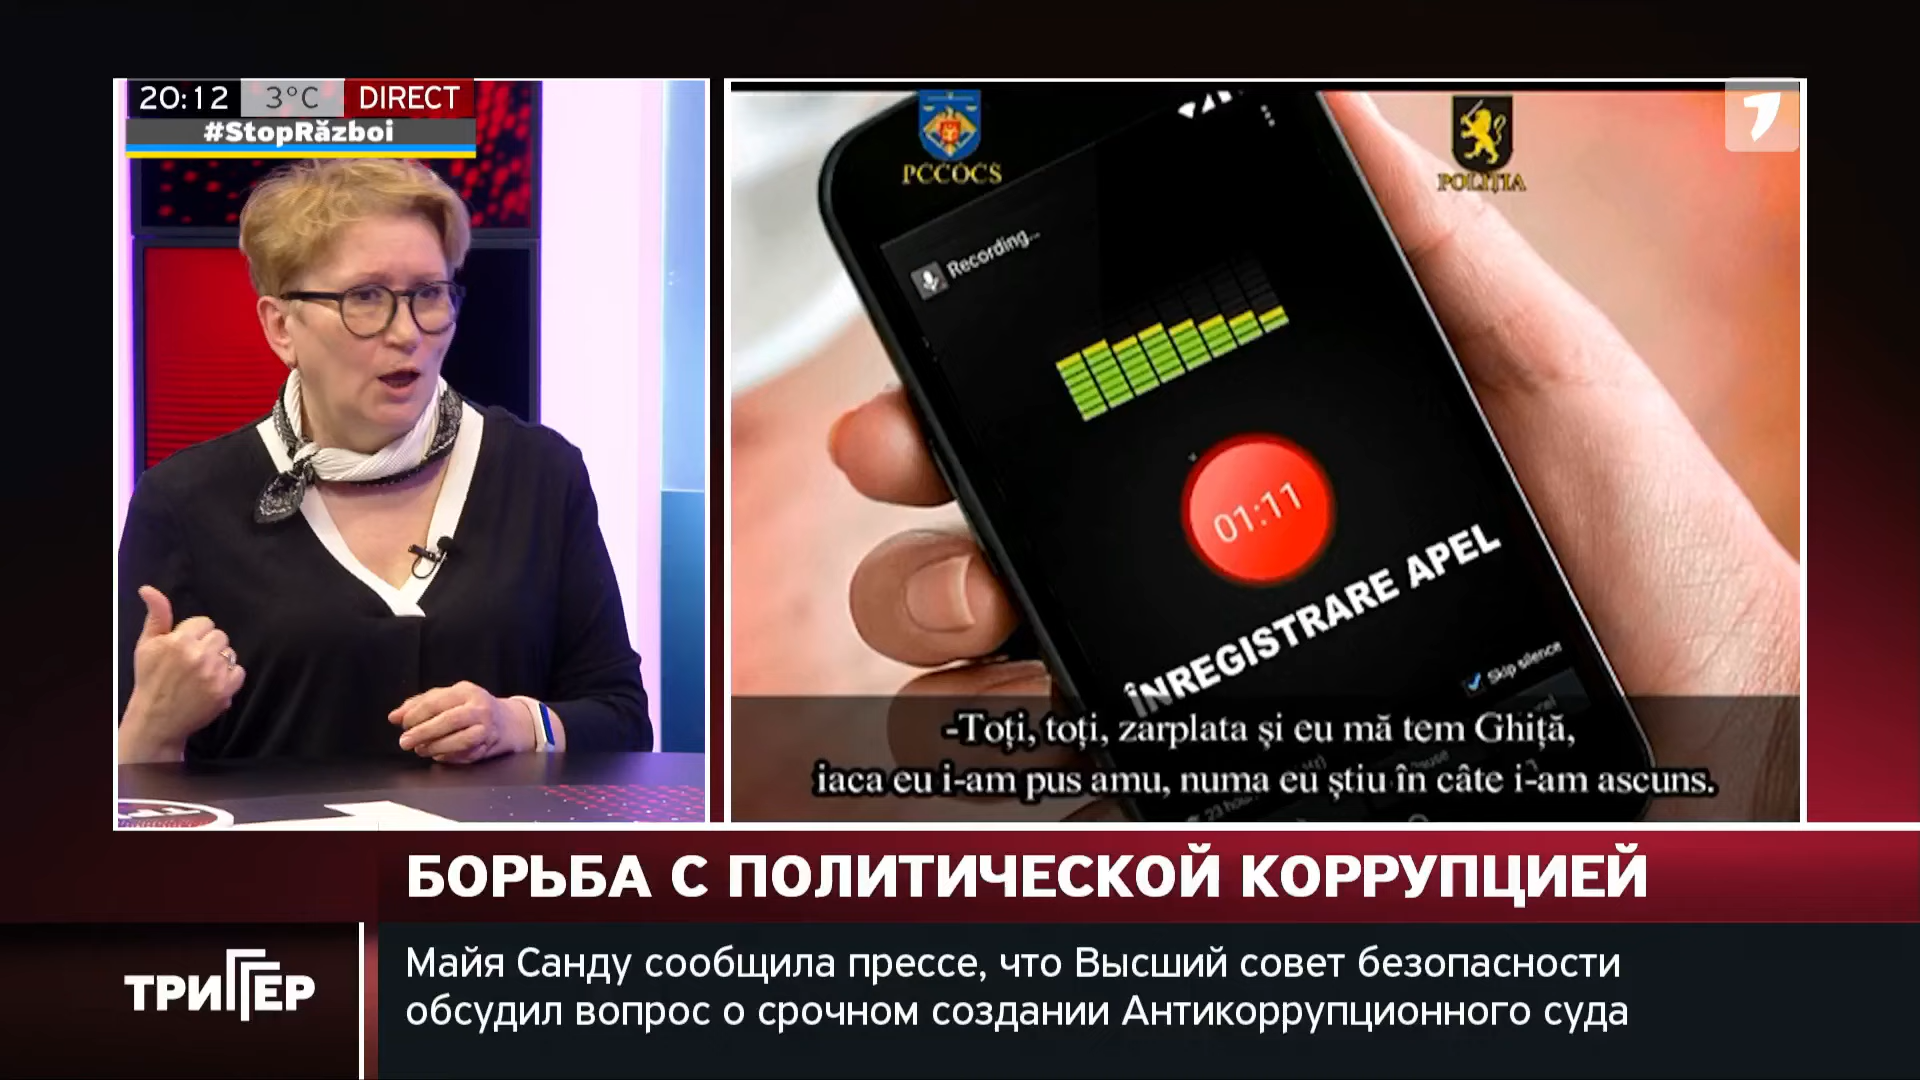 20:12 3°C DIRECT
#StopRăzboi
PCCOCS
POLIȚIA
Recording...
01:11
ÎNREGISTRARE APEL
Skip silence
-Toți, toți, zarplata și eu mă tem Ghiță,
iaca eu i-am pus amu, numa eu știu în câte i-am ascuns.
БОРЬБА С ПОЛИТИЧЕСКОЙ КОРРУПЦИЕЙ
ТРИГГЕР
Майя Санду сообщила прессе, что Высший совет безопасности
обсудил вопрос о срочном создании Антикоррупционного суда